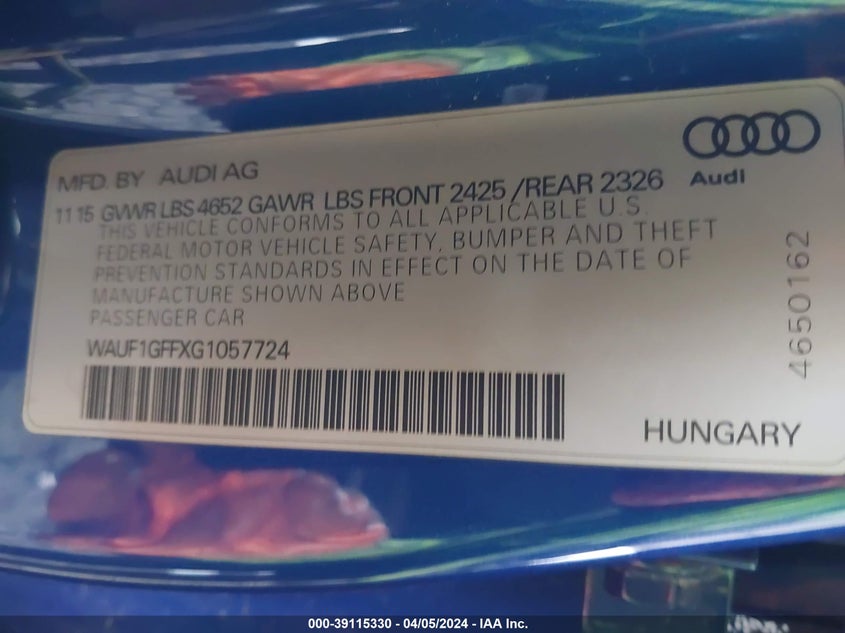 MFD. BY AUDI AG
Audi
11 15 GVWR LBS 4652 GAWR LBS FRONT 2425 /REAR 2326
THIS VEHICLE CONFORMS TO ALL APPLICABLE U.S.
FEDERAL MOTOR VEHICLE SAFETY, BUMPER AND THEFT
PREVENTION STANDARDS IN EFFECT ON THE DATE OF
MANUFACTURE SHOWN ABOVE
PASSENGER CAR
WAUF1GFFXG1057724
4650162
HUNGARY
000-39115330 - 04/05/2024 - IAA Inc.